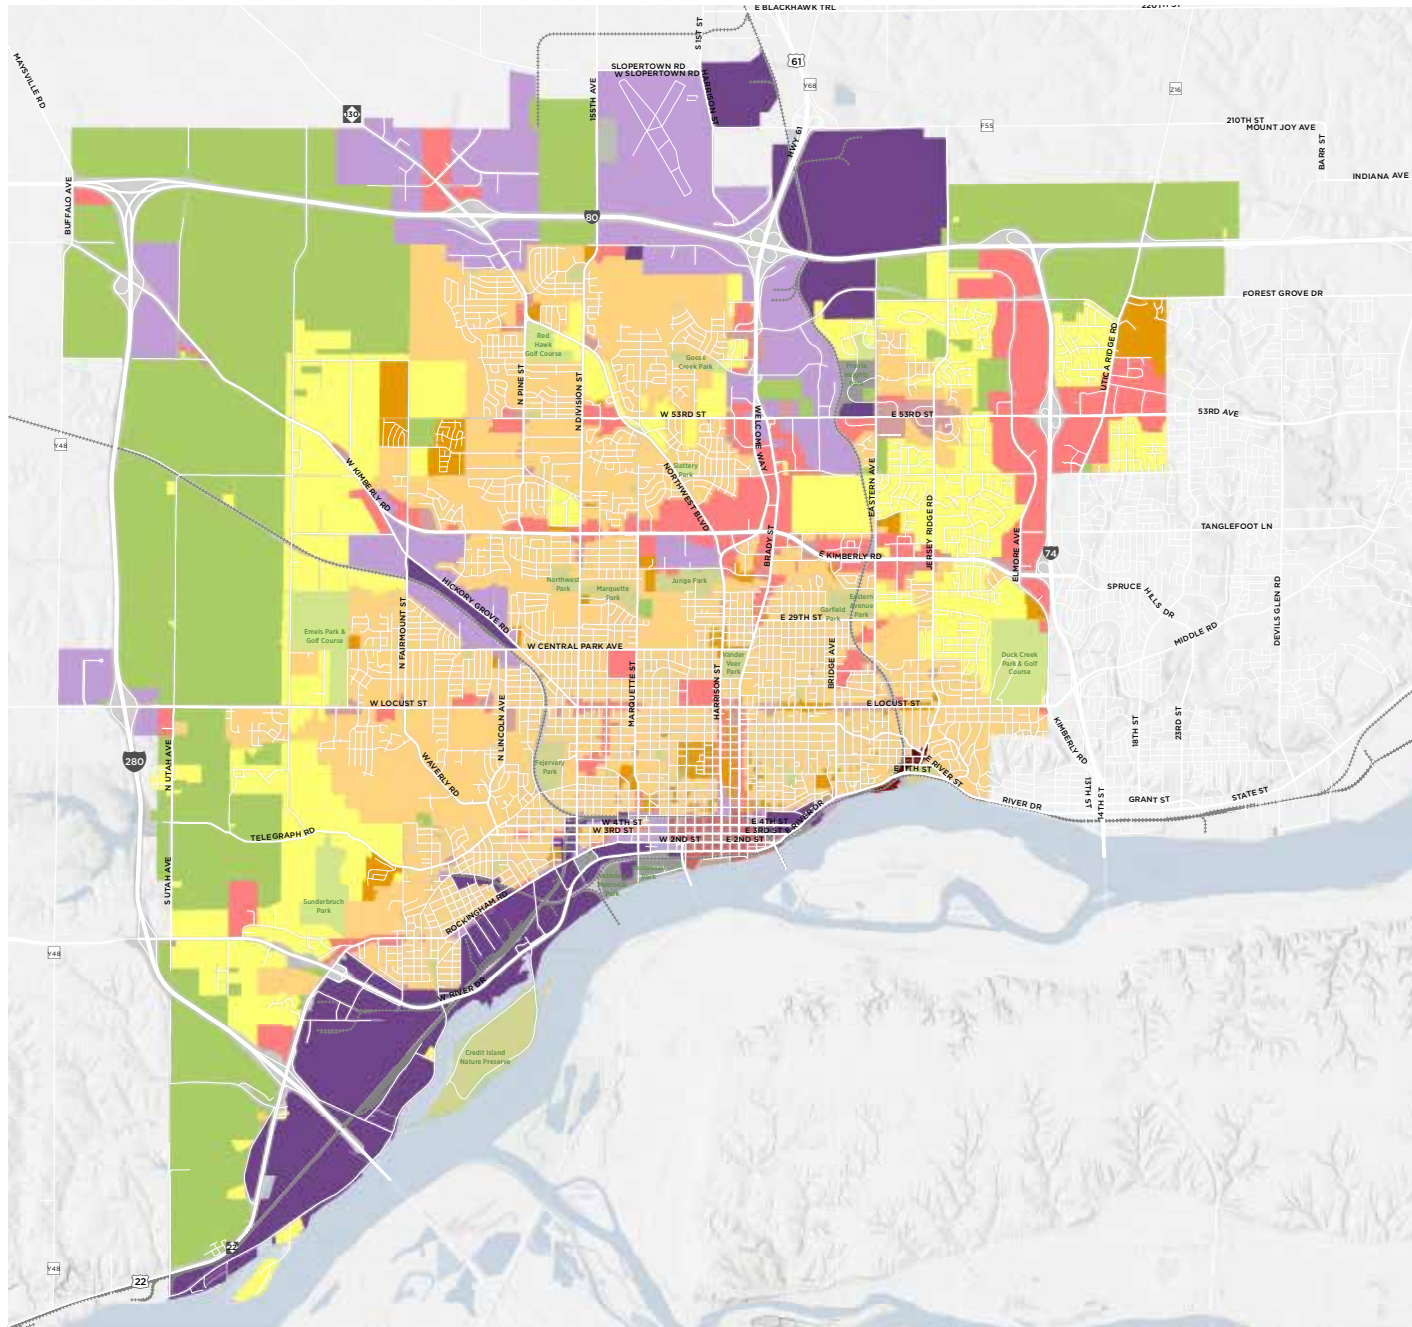 E BLACKHAWK TRL
S 1ST ST
61
MAYSVILLE RD
SLOPERTOWN RD
W SLOPERTOWN RD
HARRISON ST
155TH AVE
Y68
Z16
130
F55
210TH ST
MOUNT JOY AVE
HWY 61
BARR ST
INDIANA AVE
BUFFALO AVE
80
FOREST GROVE DR
Red
Hawk
Golf Course
Goose
Creek Park
UTICA RIDGE RD
N PINE ST
N DIVISION ST
W 53RD ST
WELCOME WAY
E 53RD ST
53RD AVE
Y48
W KIMBERLY RD
NORTHWEST BLVD
Slattery
Park
EASTERN AVE
JERSEY RIDGE RD
TANGLEFOOT LN
BRADY ST
E KIMBERLY RD
ELMORE AVE
74
HICKORY GROVE RD
Northwest
Park
Marquette
Park
Junge Park
SPRUCE
HILLS DR
DEVILS GLEN RD
Eastern
Avenue
Park
Garfield
Park
E 29TH ST
N FAIRMOUNT ST
Emeis Park &
Golf Course
MIDDLE RD
W CENTRAL PARK AVE
Vander
Veer
Park
BRIDGE AVE
Duck Creek
Park & Golf
Course
MARQUETTE ST
HARRISON ST
W LOCUST ST
E LOCUST ST
N LINCOLN AVE
KIMBERLY RD
18TH ST
23RD ST
280
N UTAH AVE
WAVERLY RD
Fejervary
Park
E RIVER ST
13TH ST
14TH ST
RIVER DR
GRANT ST
STATE ST
TELEGRAPH RD
W 4TH ST
W 3RD ST
W 2ND ST
E 4TH ST
E 3RD ST
E 2ND ST
E RIVER DR
S UTAH AVE
Sunderbruch
Park
ROCKINGHAM RD
Y48
W RIVER DR
Credit Island
Nature Preserve
22
Y48
22